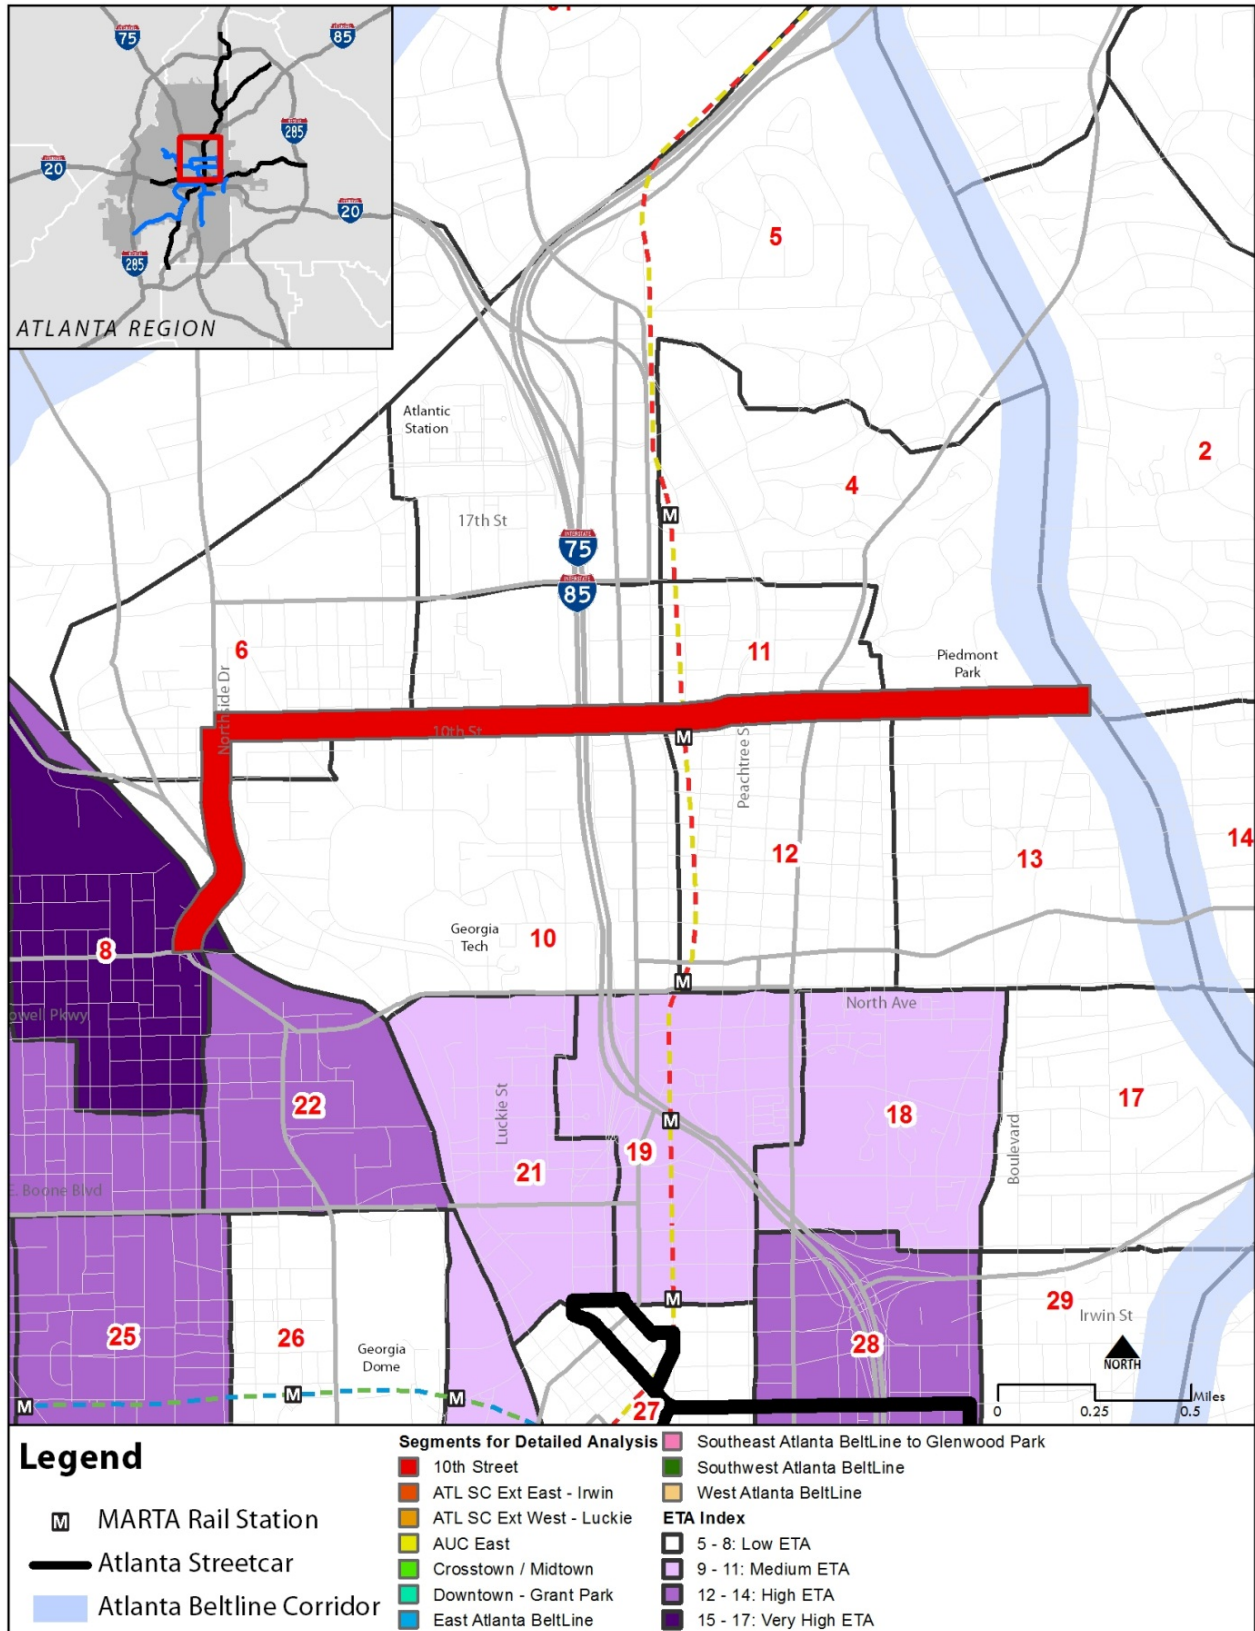 75
85
285
20
20
285
ATLANTA REGION
5
Atlantic
Station
2
4
17th St
INTERSTATE
75
INTERSTATE
85
M
6
11
Piedmont
Park
Northside Dr
10th St
M
Peachtree S
12
13
14
Georgia
Tech
10
8
M
North Ave
owell Pkwy
22
Luckie St
M
18
17
Boulevard
19
21
E. Boone Blvd
M
29
Irwin St
25
26
28
Georgia
Dome
NORTH
M
M
M
27
Miles
0
0.25
0.5
Legend
M MARTA Rail Station
Atlanta Streetcar
Atlanta Beltline Corridor
Segments for Detailed Analysis
10th Street
ATL SC Ext East - Irwin
ATL SC Ext West - Luckie
AUC East
Crosstown / Midtown
Downtown - Grant Park
East Atlanta BeltLine
Southeast Atlanta BeltLine to Glenwood Park
Southwest Atlanta BeltLine
West Atlanta BeltLine
ETA Index
5 - 8: Low ETA
9 - 11: Medium ETA
12 - 14: High ETA
15 - 17: Very High ETA